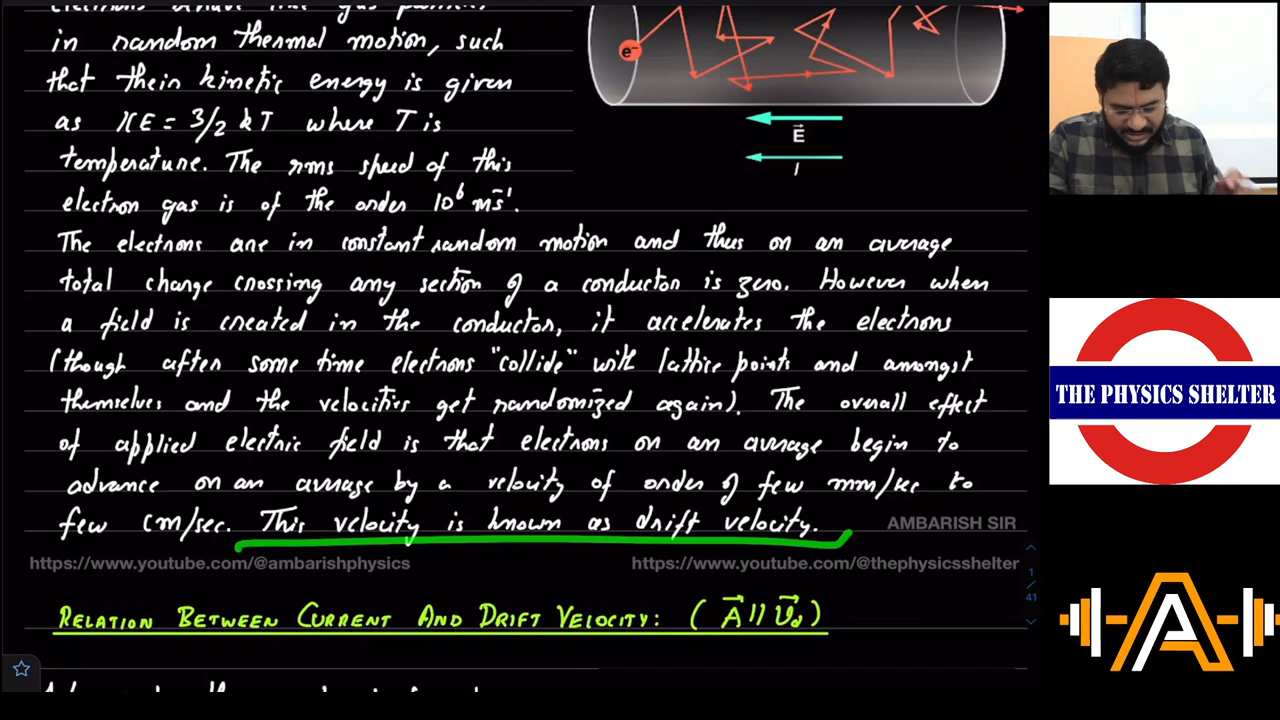 electrons behave like gas particles
in random thermal motion, such
that their kinetic energy is given
as KE = 3/2 kT where T is
temperature. The rms speed of this
electron gas is of the order 10⁶ ms⁻¹.
The electrons are in constant random motion and thus on an average
total charge crossing any section of a conductor is zero. However when
a field is created in the conductor, it accelerates the electrons
(though after some time electrons "collide" with lattice points and amongst
themselves and the velocities get randomized again). The overall effect
of applied electric field is that electrons on an average begin to
advance on an average by a velocity of order of few mm/sec to
few cm/sec. This velocity is known as drift velocity.
AMBARISH SIR
https://www.youtube.com/@ambarishphysics
https://www.youtube.com/@thephysicsshelter
RELATION BETWEEN CURRENT AND DRIFT VELOCITY: (A⃗ // v⃗d)
e⁻
E⃗
I
THE PHYSICS SHELTER
1
/
41